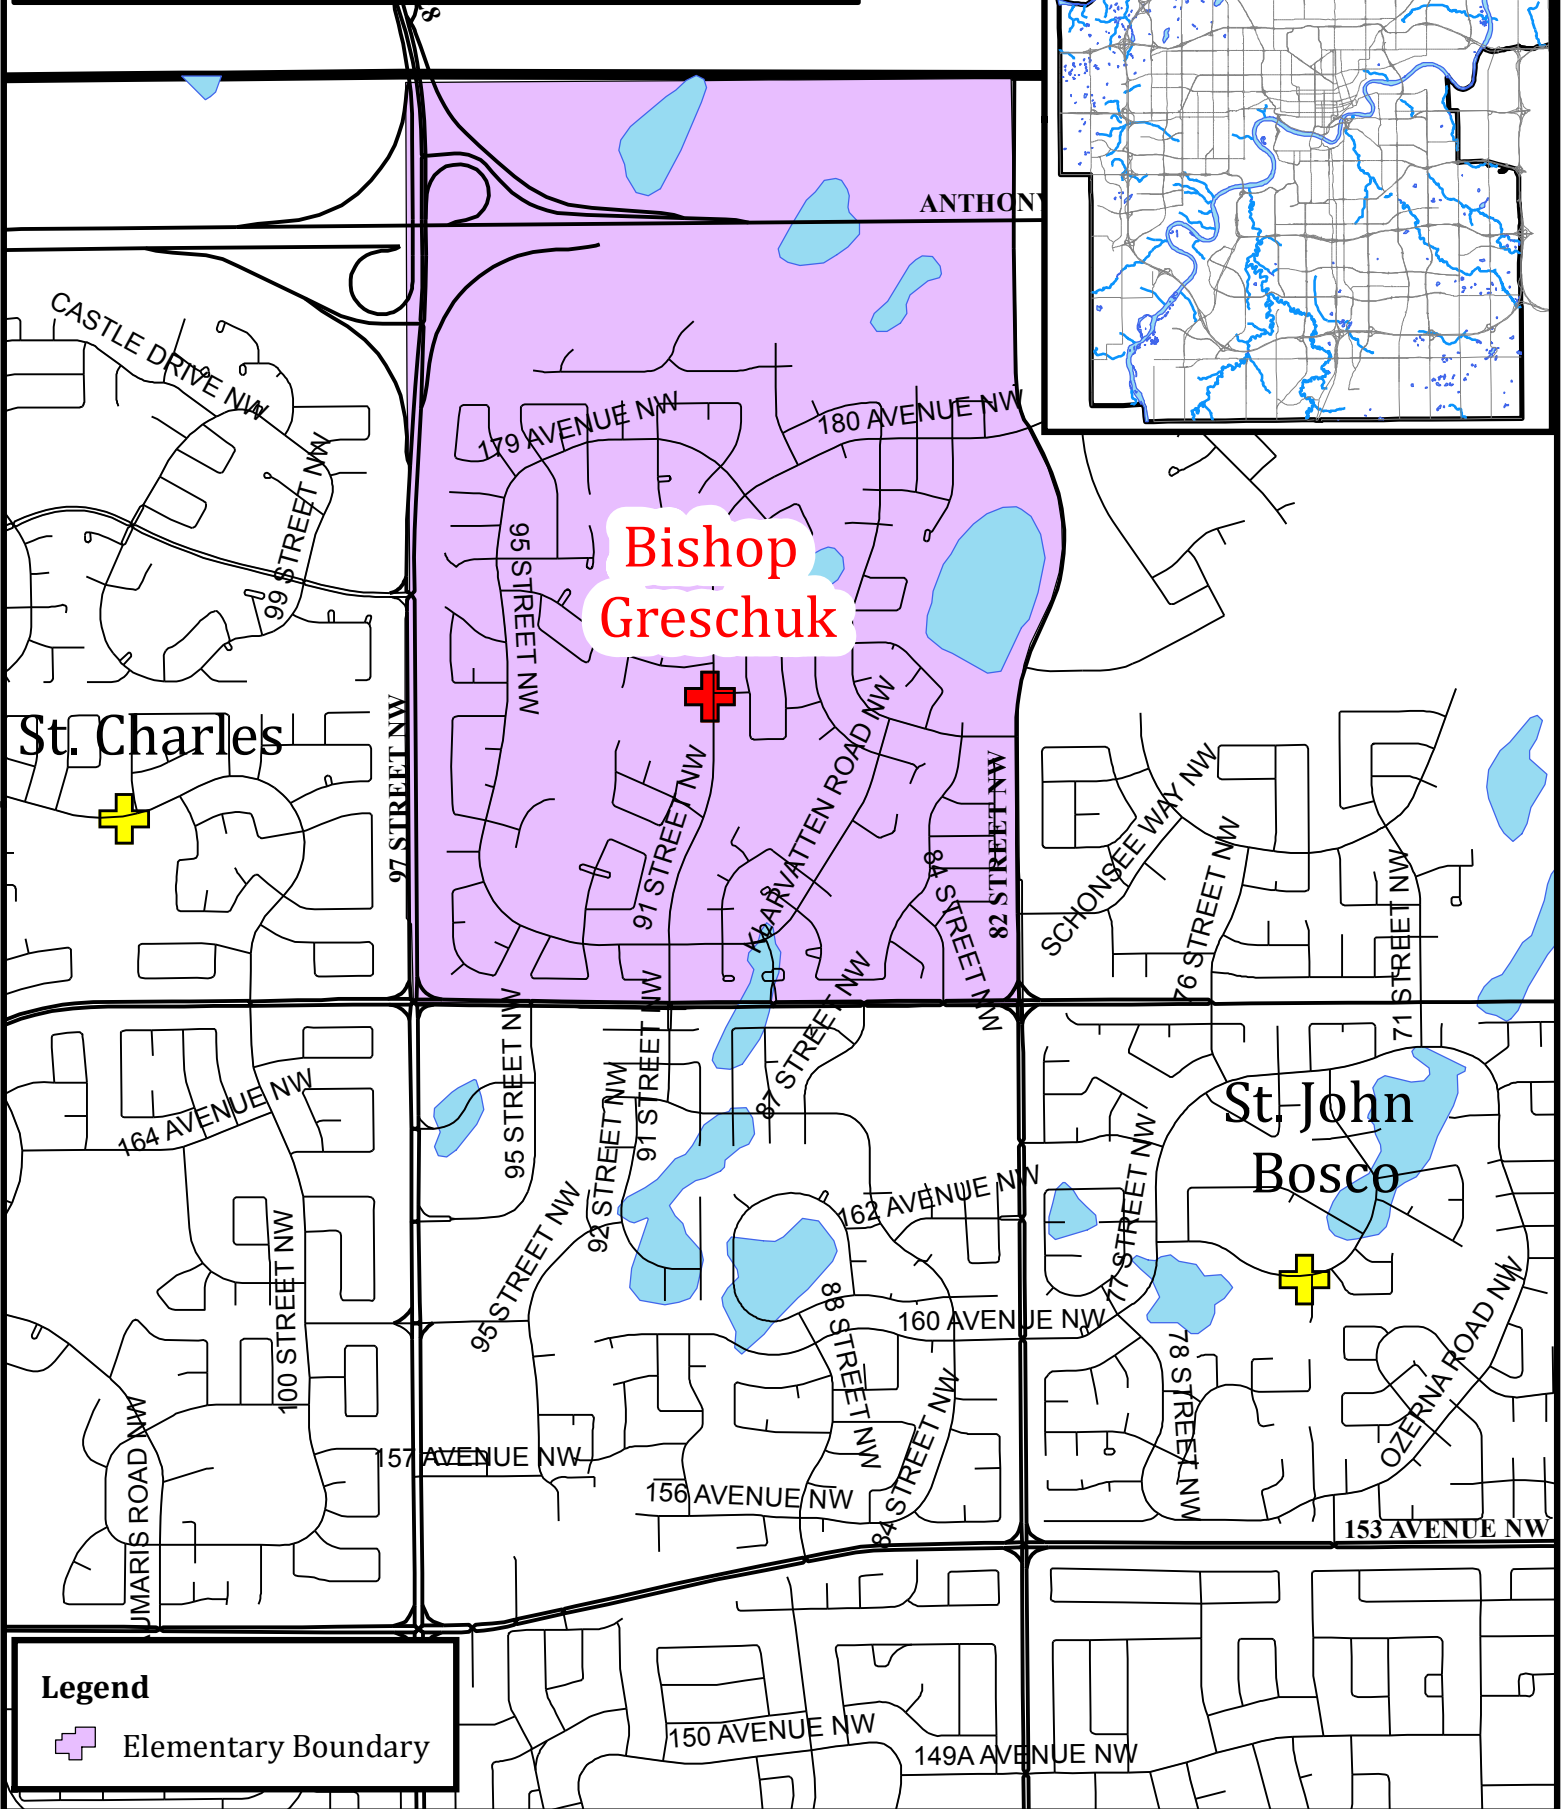 ANTHONY
CASTLE DRIVE NW
179 AVENUE NW
180 AVENUE NW
99 STREET NW
95 STREET NW
Bishop
Greschuk
St. Charles
97 STREET NW
91 STREET NW
KLARVATTEN ROAD NW
82 STREET NW
84 STREET NW
SCHONSEE WAY NW
76 STREET NW
71 STREET NW
95 STREET NW
91 STREET NW
87 STREET NW
92 STREET NW
164 AVENUE NW
St. John
Bosco
77 STREET NW
162 AVENUE NW
95 STREET NW
100 STREET NW
88 STREET NW
160 AVENUE NW
78 STREET NW
OZERNA ROAD NW
84 STREET NW
157 AVENUE NW
156 AVENUE NW
153 AVENUE NW
UMARIS ROAD NW
150 AVENUE NW
149A AVENUE NW
Legend
Elementary Boundary